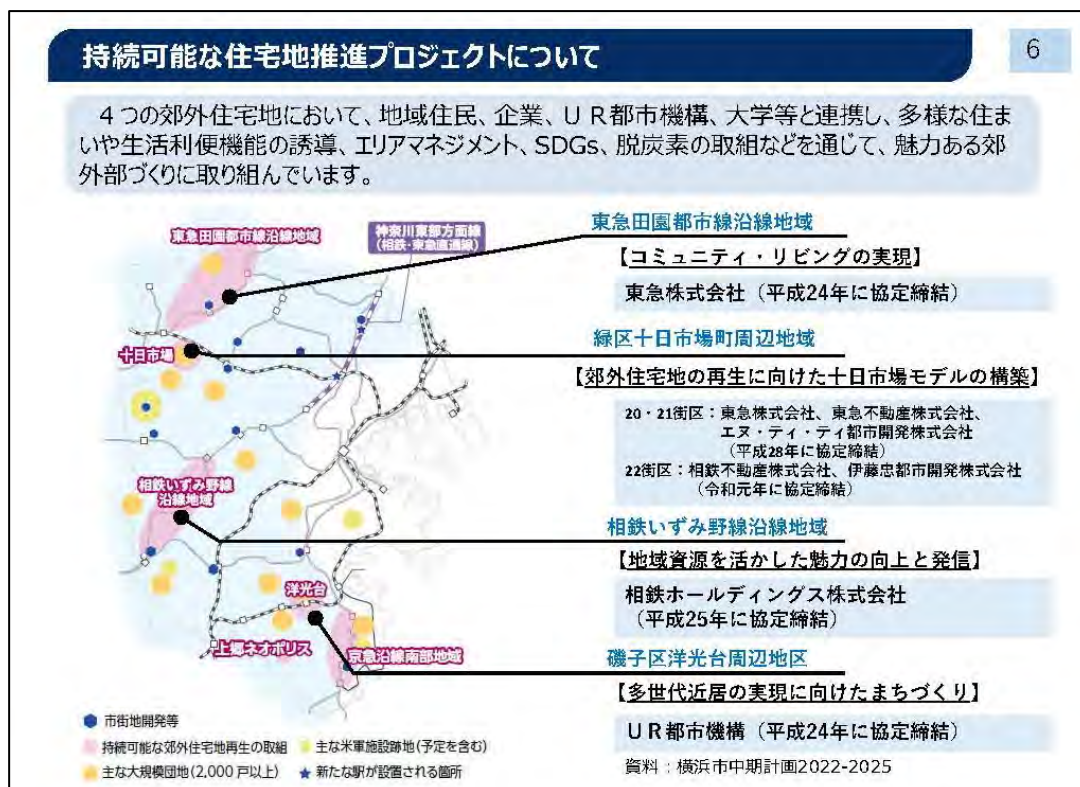 持続可能な住宅地推進プロジェクトについて
6
４つの郊外住宅地において、地域住民、企業、ＵＲ都市機構、大学等と連携し、多様な住ま
いや生活利便機能の誘導、エリアマネジメント、SDGs、脱炭素の取組などを通じて、魅力ある郊
外部づくりに取り組んでいます。
東急田園都市線沿線地域
神奈川東部方面線
(相鉄・東急直通線)
十日市場
相鉄いずみ野線
沿線地域
洋光台
上郷ネオポリス
京急沿線南部地域
市街地開発等
持続可能な郊外住宅地再生の取組
主な米軍施設跡地(予定を含む)
主な大規模団地(2,000戸以上)
新たな駅が設置される箇所
東急田園都市線沿線地域
【コミュニティ・リビングの実現】
東急株式会社（平成24年に協定締結）
緑区十日市場町周辺地域
【郊外住宅地の再生に向けた十日市場モデルの構築】
20・21街区：東急株式会社、東急不動産株式会社、
エヌ・ティ・ティ都市開発株式会社
（平成28年に協定締結）
22街区：相鉄不動産株式会社、伊藤忠都市開発株式会社
（令和元年に協定締結）
相鉄いずみ野線沿線地域
【地域資源を活かした魅力の向上と発信】
相鉄ホールディングス株式会社
（平成25年に協定締結）
磯子区洋光台周辺地区
【多世代近居の実現に向けたまちづくり】
ＵＲ都市機構（平成24年に協定締結）
資料：横浜市中期計画2022-2025